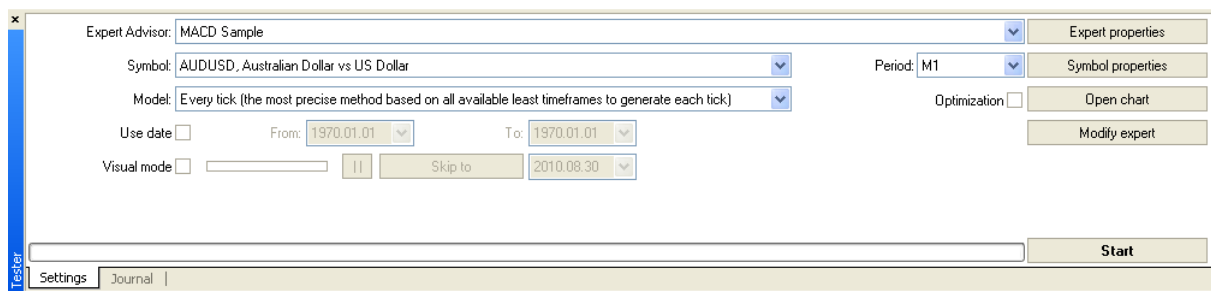 Expert Advisor: MACD Sample Expert properties
Symbol: AUDUSD, Australian Dollar vs US Dollar Period: M1 Symbol properties
Model: Every tick (the most precise method based on all available least timeframes to generate each tick) Optimization Open chart
Use date From: 1970.01.01 To: 1970.01.01 Modify expert
Visual mode Skip to 2010.08.30
Start
Tester
Settings Journal